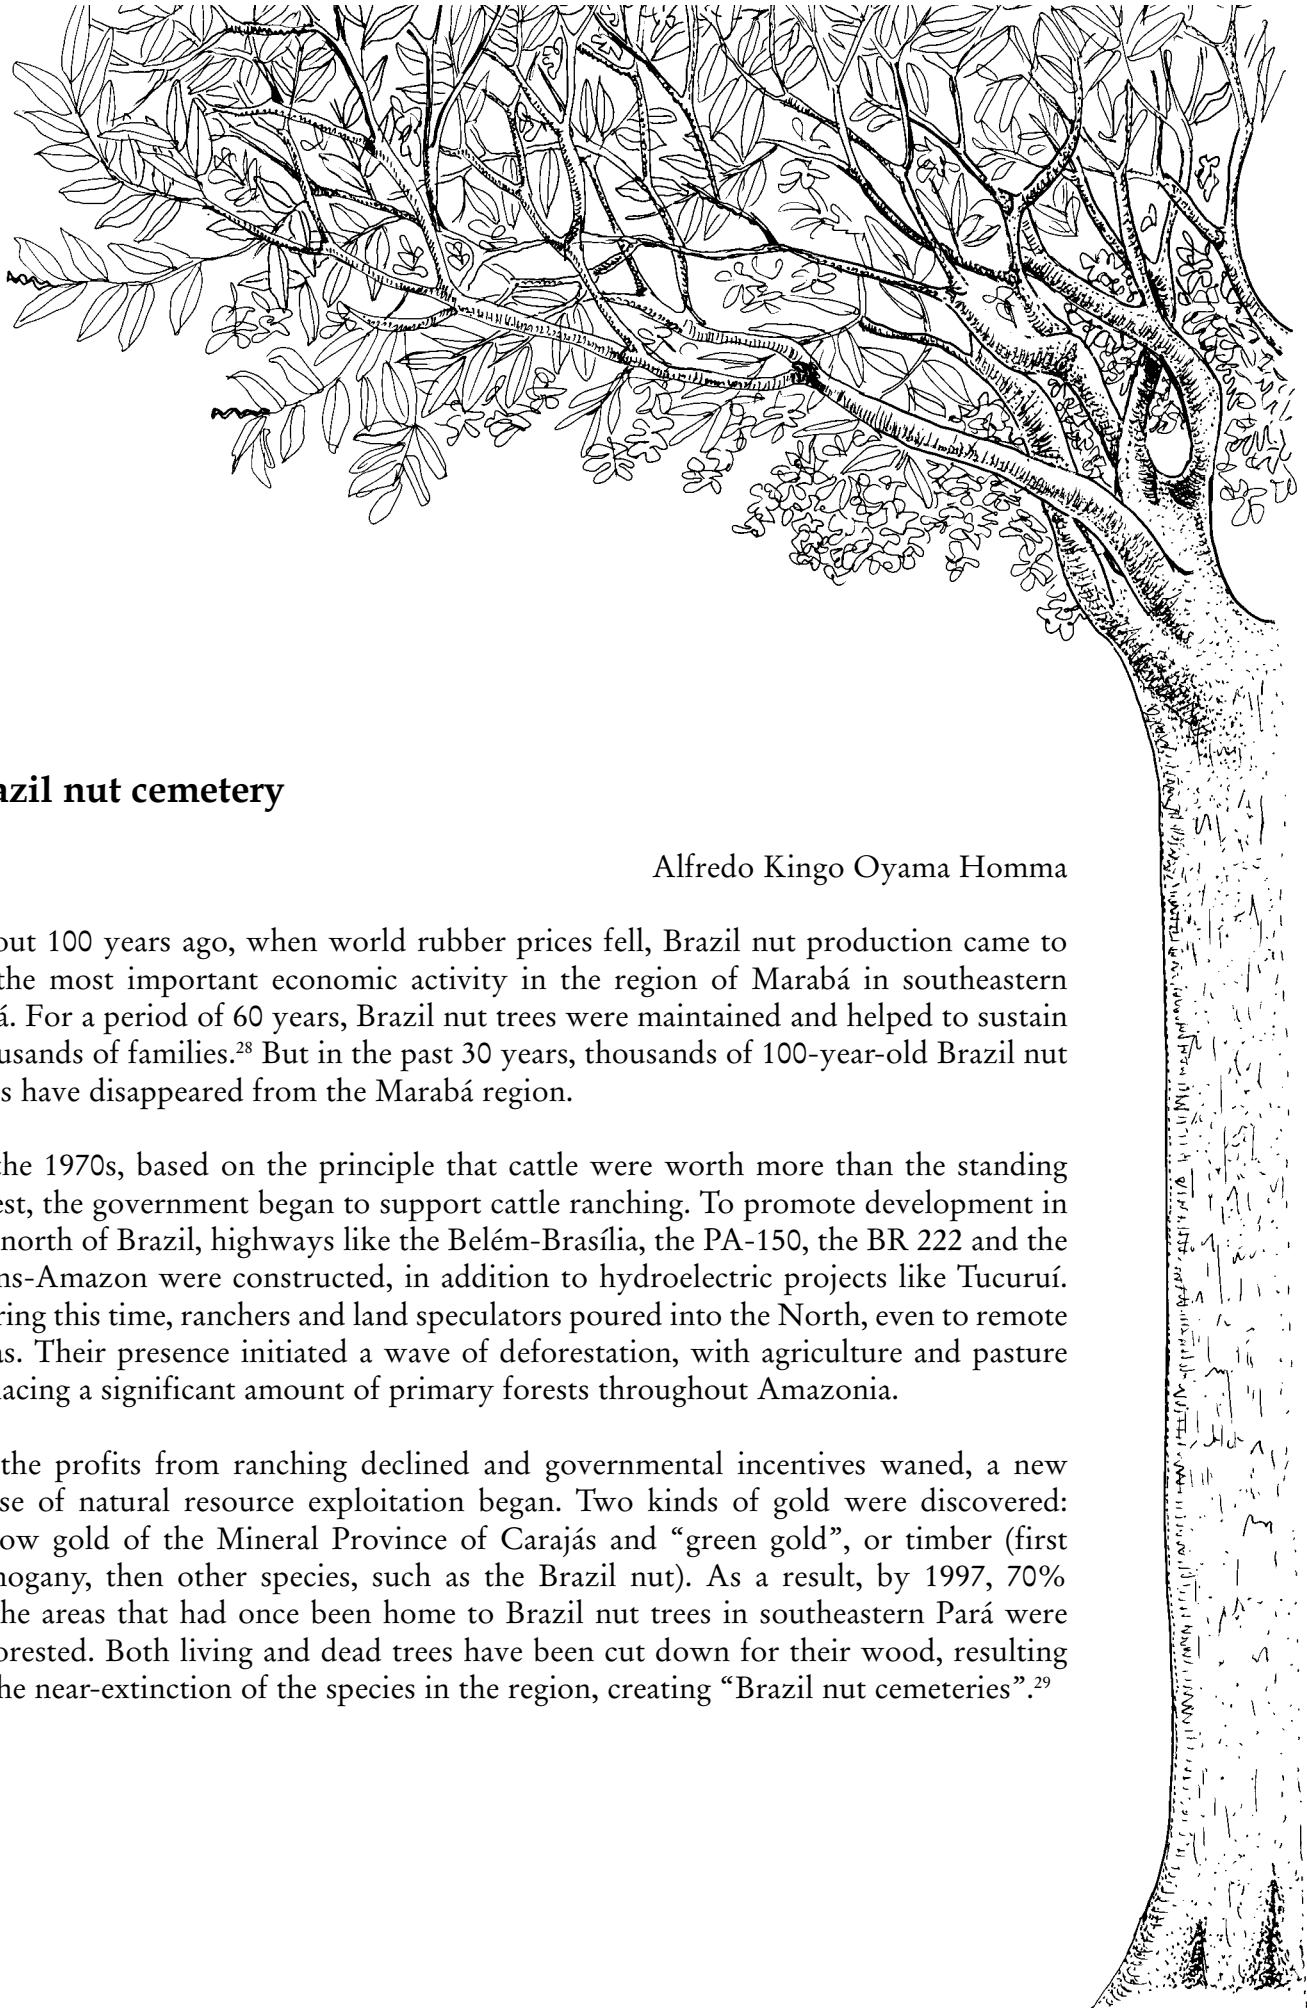 azil nut cemetery
Alfredo Kingo Oyama Homma
out 100 years ago, when world rubber prices fell, Brazil nut production came to
the most important economic activity in the region of Marabá in southeastern
á. For a period of 60 years, Brazil nut trees were maintained and helped to sustain
usands of families.²⁸ But in the past 30 years, thousands of 100-year-old Brazil nut
s have disappeared from the Marabá region.
the 1970s, based on the principle that cattle were worth more than the standing
est, the government began to support cattle ranching. To promote development in
north of Brazil, highways like the Belém-Brasília, the PA-150, the BR 222 and the
ns-Amazon were constructed, in addition to hydroelectric projects like Tucuruí.
ring this time, ranchers and land speculators poured into the North, even to remote
as. Their presence initiated a wave of deforestation, with agriculture and pasture
lacing a significant amount of primary forests throughout Amazonia.
the profits from ranching declined and governmental incentives waned, a new
se of natural resource exploitation began. Two kinds of gold were discovered:
ow gold of the Mineral Province of Carajás and “green gold”, or timber (first
hogany, then other species, such as the Brazil nut). As a result, by 1997, 70%
he areas that had once been home to Brazil nut trees in southeastern Pará were
orested. Both living and dead trees have been cut down for their wood, resulting
he near-extinction of the species in the region, creating “Brazil nut cemeteries”.²⁹